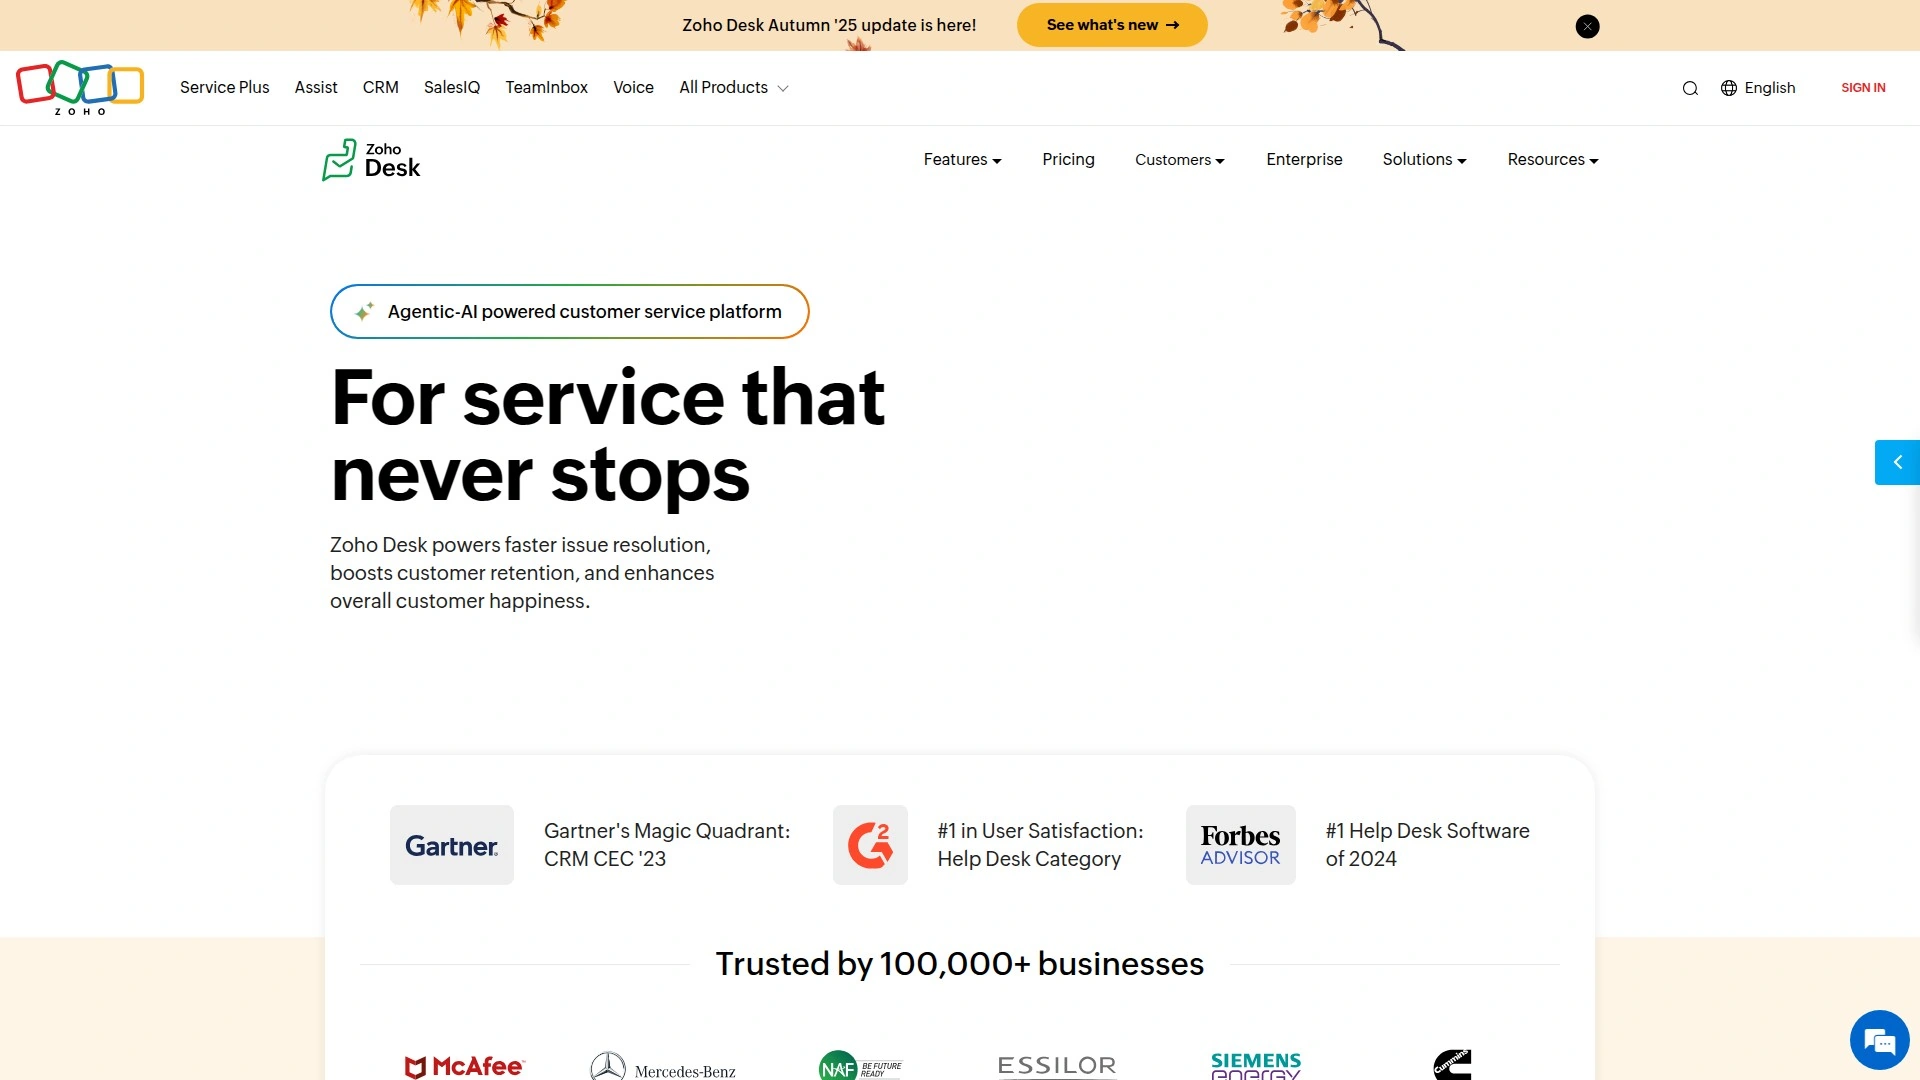 Zoho Desk Autumn '25 update is here!
See what's new →
ZOHO
Service Plus
Assist
CRM
SalesIQ
TeamInbox
Voice
All Products
English
SIGN IN
Zoho
Desk
Features
Pricing
Customers
Enterprise
Solutions
Resources
Agentic-AI powered customer service platform
For service that
never stops
Zoho Desk powers faster issue resolution,
boosts customer retention, and enhances
overall customer happiness.
Gartner
Gartner's Magic Quadrant:
CRM CEC '23
G2
#1 in User Satisfaction:
Help Desk Category
Forbes
ADVISOR
#1 Help Desk Software
of 2024
Trusted by 100,000+ businesses
McAfee
Mercedes-Benz
NAF
BE FUTURE
READY
ESSILOR
SIEMENS
energy
Cummins